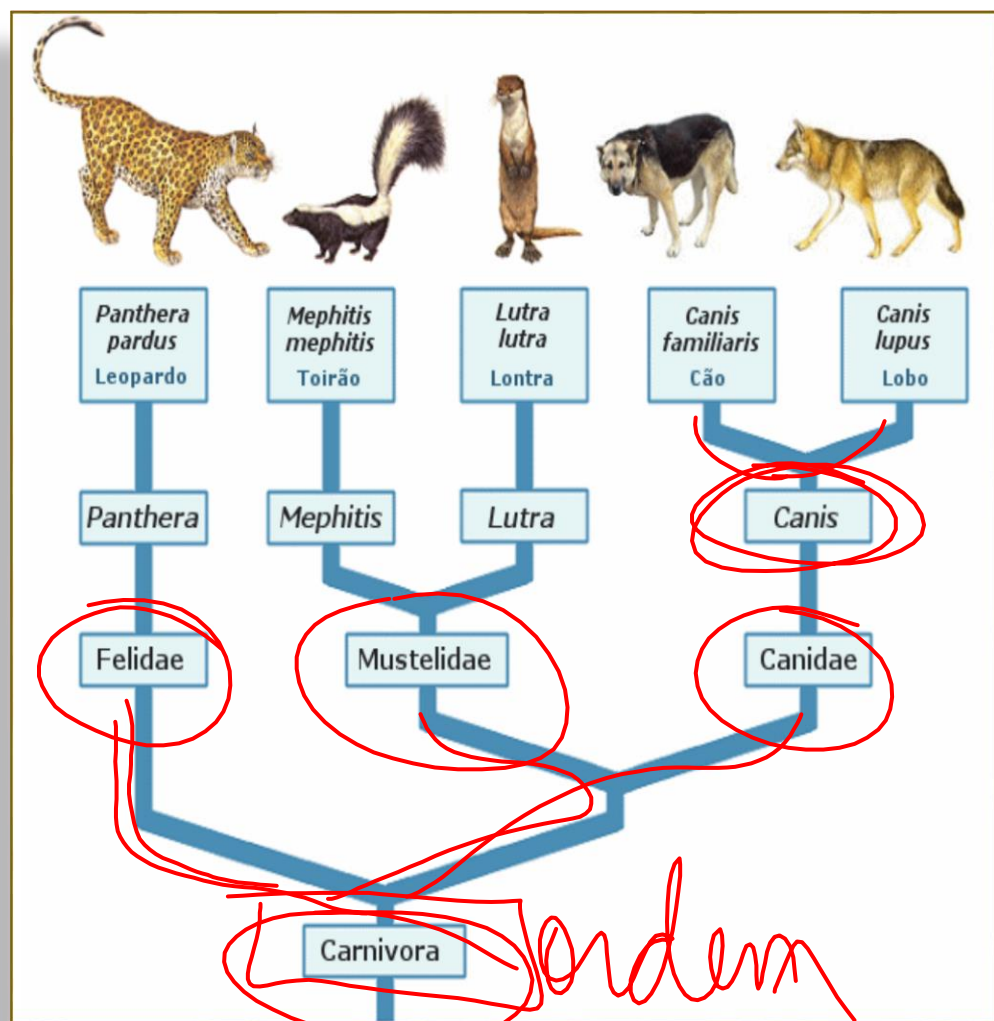 Panthera pardus
Leopardo
Mephitis mephitis
Toirão
Lutra lutra
Lontra
Canis familiaris
Cão
Canis lupus
Lobo
Panthera
Mephitis
Lutra
Canis
Felidae
Mustelidae
Canidae
Carnivora
ordem